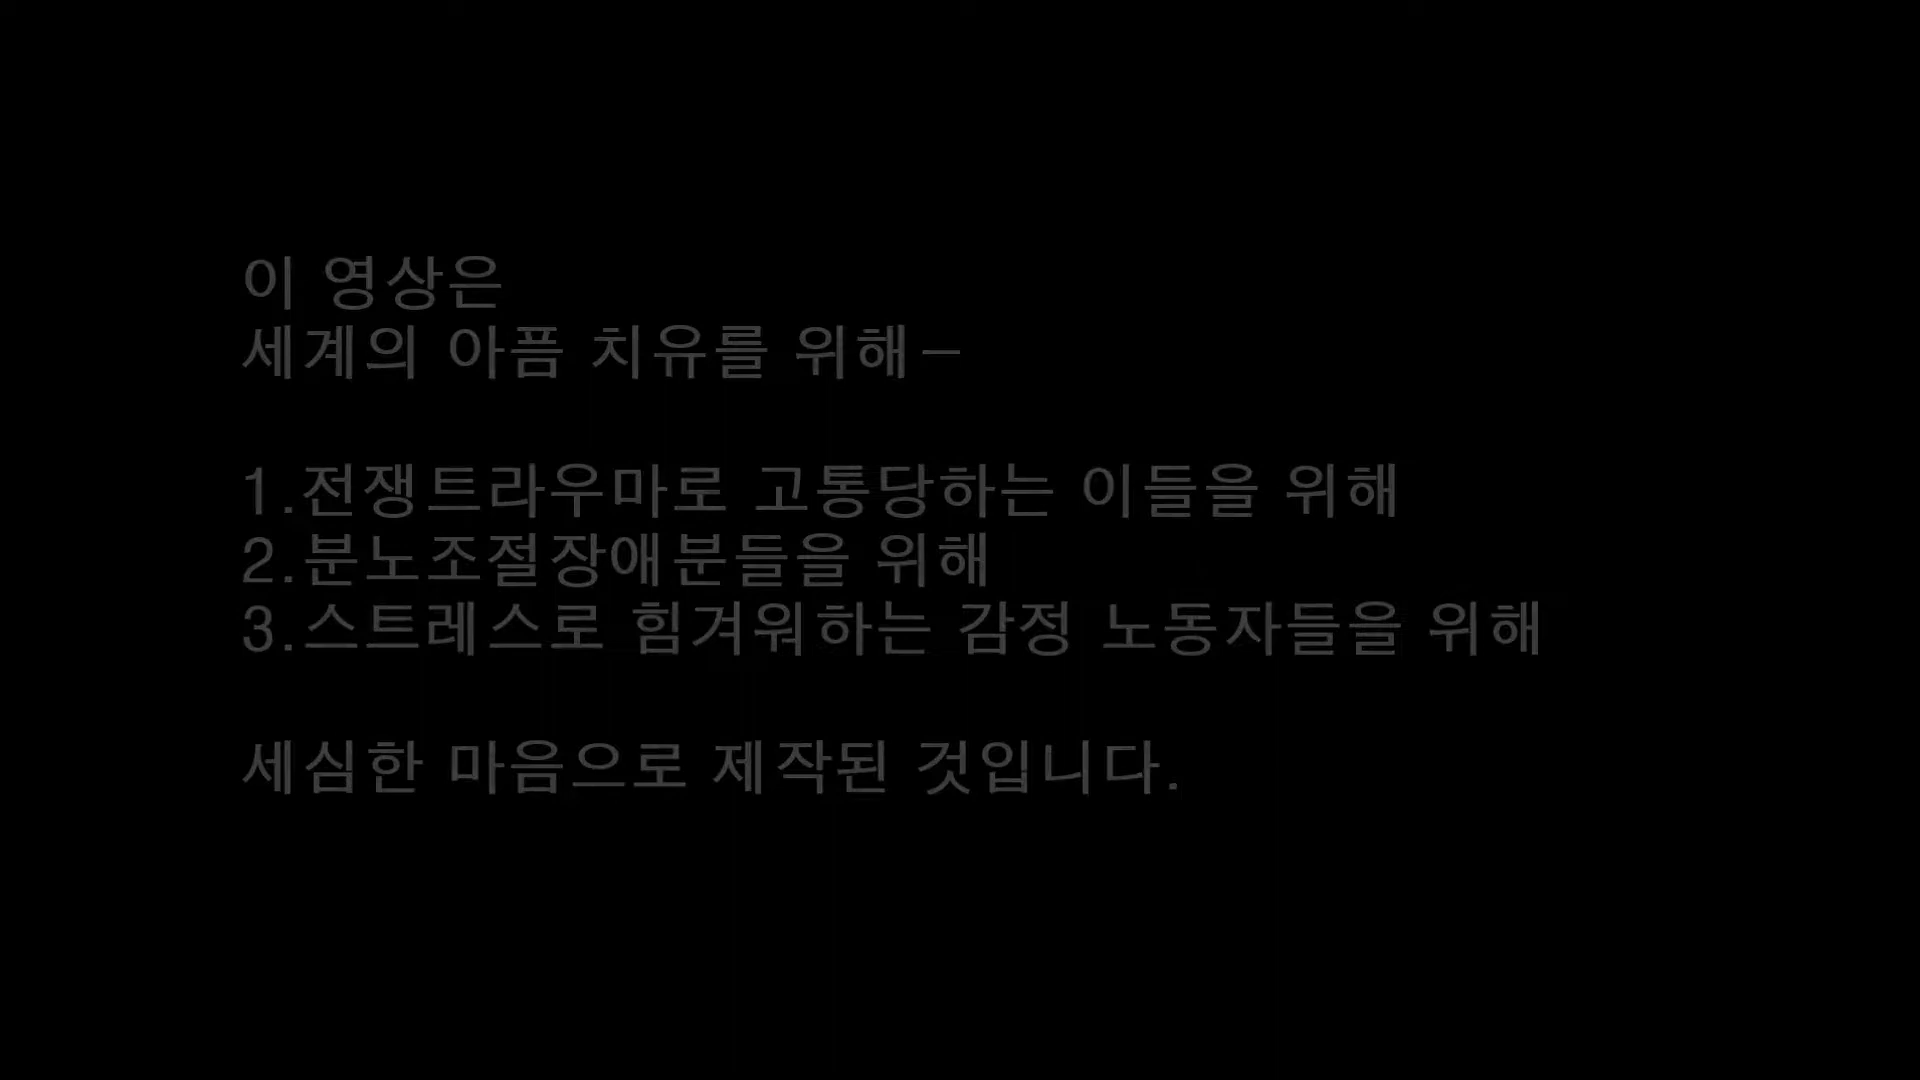 이 영상은
세계의 아픔 치유를 위해–
1.전쟁트라우마로 고통당하는 이들을 위해
2.분노조절장애분들을 위해
3.스트레스로 힘겨워하는 감정 노동자들을 위해
세심한 마음으로 제작된 것입니다.